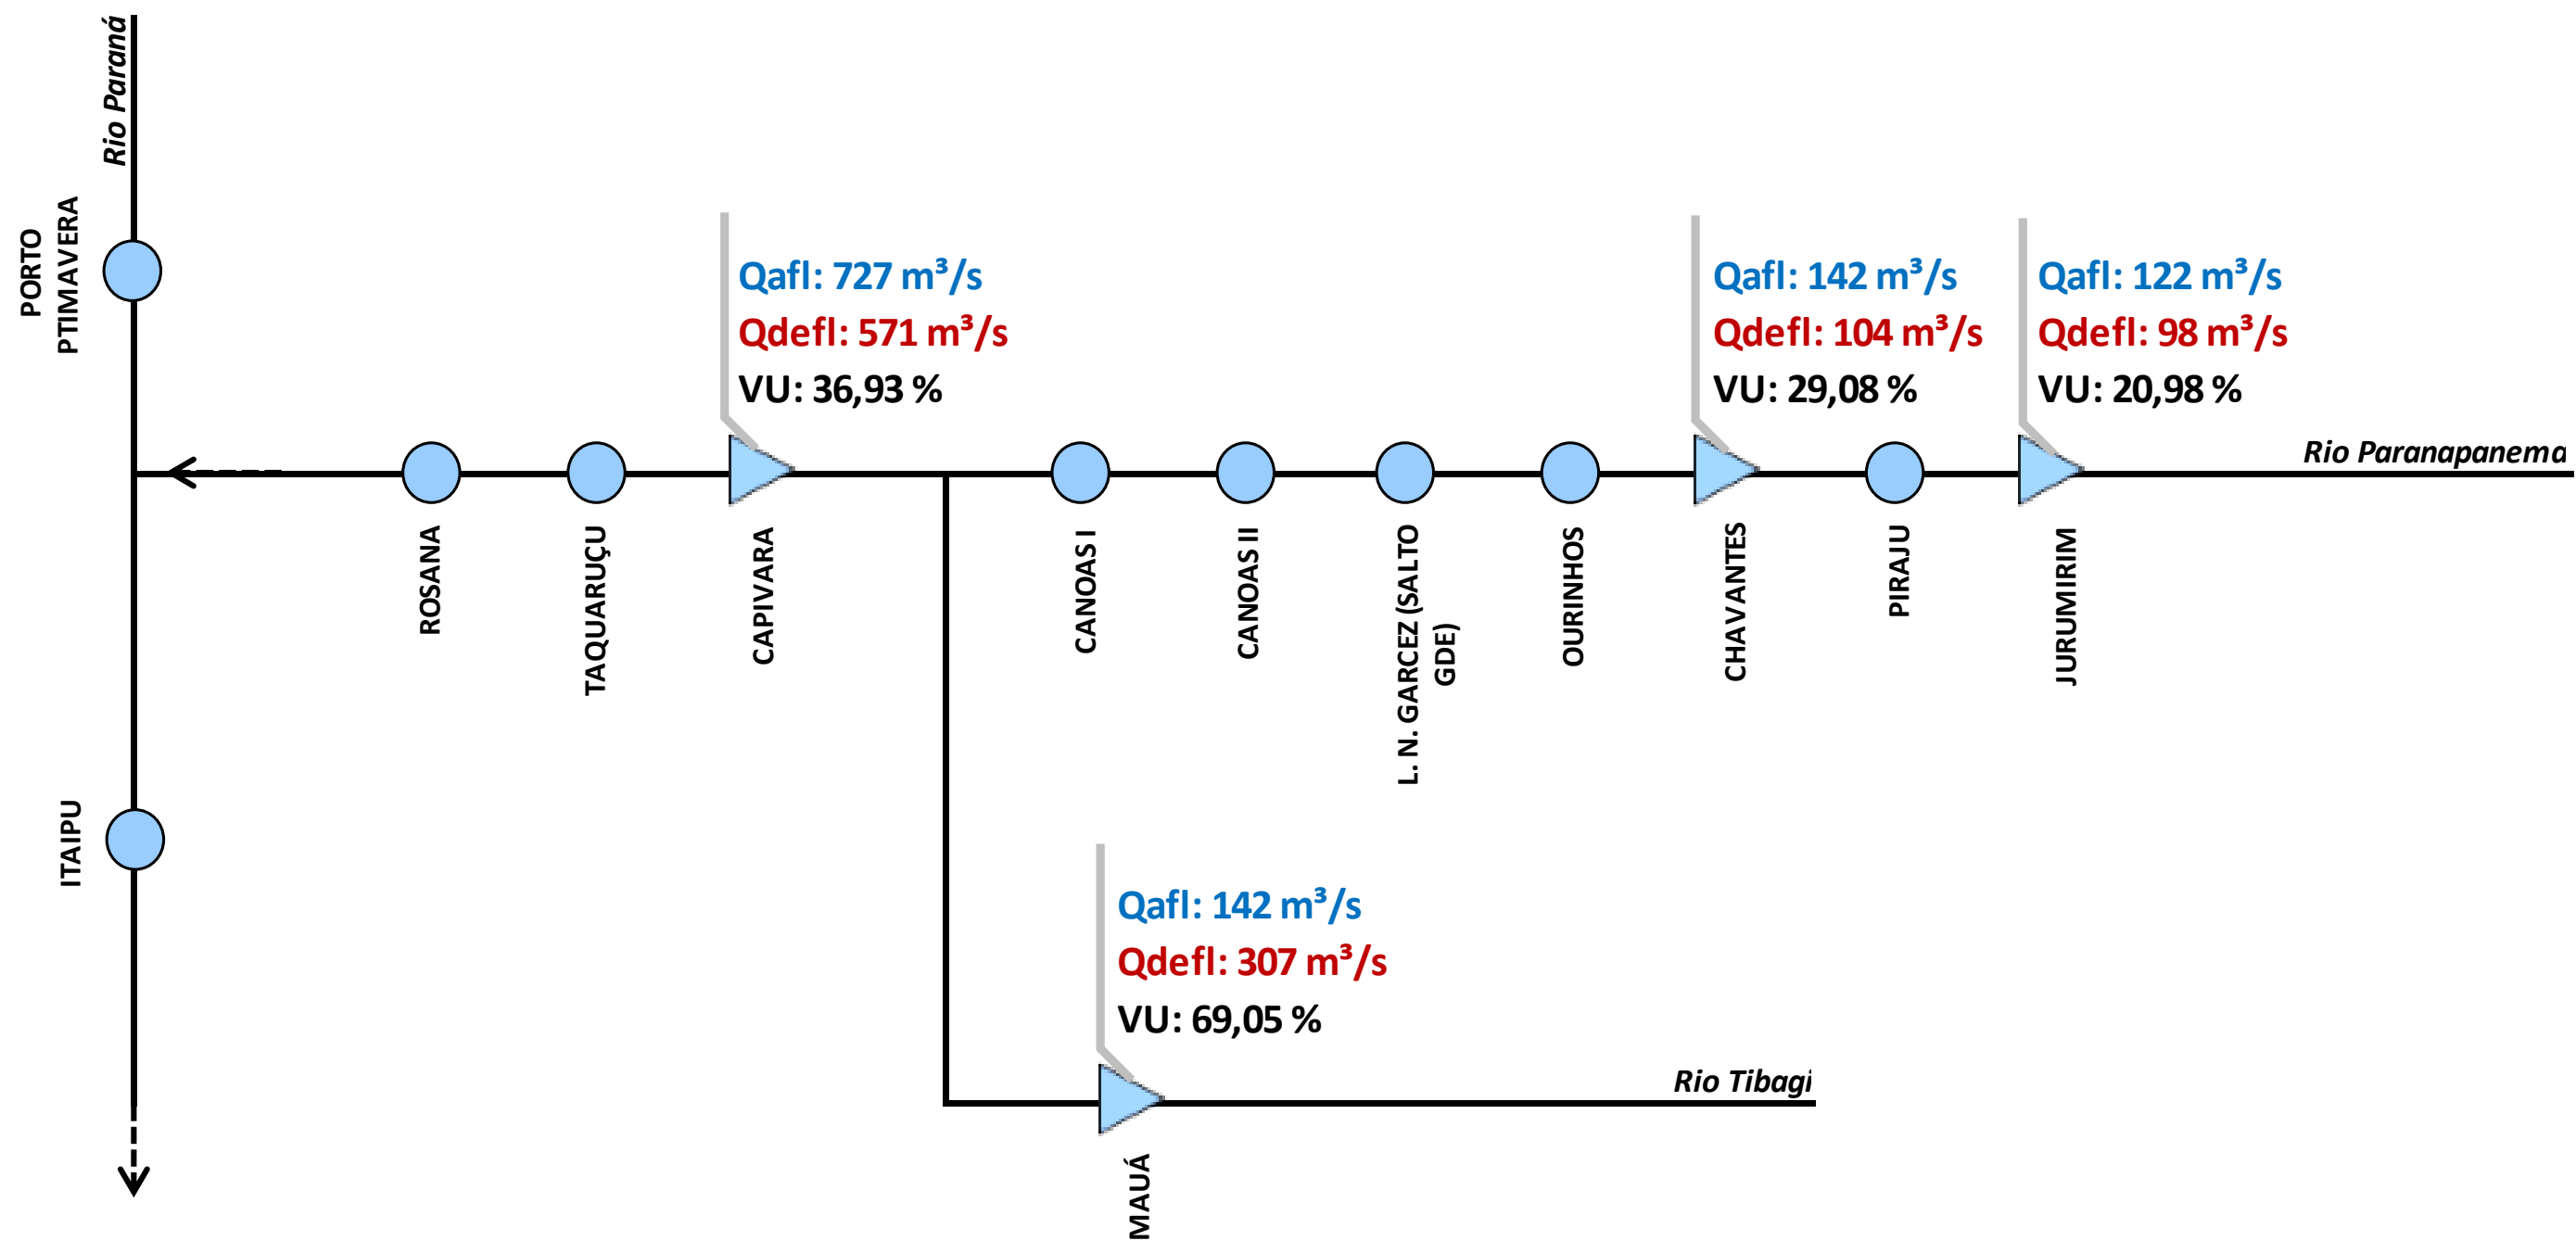 Rio Paraná
PORTO
PTIMAVERA
Qafl: 727 m³/s
Qdefl: 571 m³/s
VU: 36,93 %
Qafl: 142 m³/s
Qdefl: 104 m³/s
VU: 29,08 %
Qafl: 122 m³/s
Qdefl: 98 m³/s
VU: 20,98 %
Rio Paranapanema
ROSANA
TAQUARUÇU
CAPIVARA
CANOAS I
CANOAS II
L. N. GARCEZ (SALTO
GDE)
OURINHOS
CHAVANTES
PIRAJU
JURUMIRIM
ITAIPU
Qafl: 142 m³/s
Qdefl: 307 m³/s
VU: 69,05 %
Rio Tibagi
MAUÁ